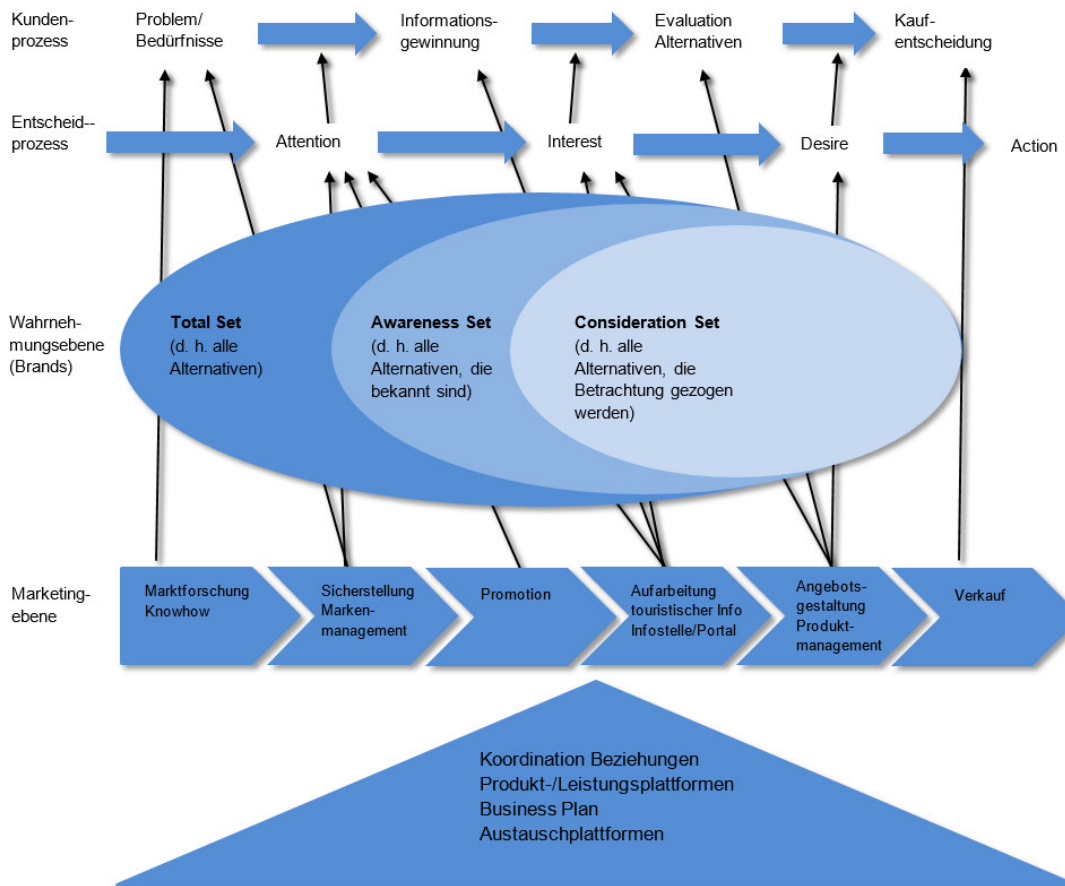 Kunden-
prozess
Problem/
Bedürfnisse
Informations-
gewinnung
Evaluation
Alternativen
Kauf-
entscheidung
Entscheid--
prozess
Attention
Interest
Desire
Action
Wahrneh-
mungsebene
(Brands)
Total Set
(d. h. alle
Alternativen)
Awareness Set
(d. h. alle
Alternativen, die
bekannt sind)
Consideration Set
(d. h. alle
Alternativen, die
Betrachtung gezogen
werden)
Marketing-
ebene
Marktforschung
Knowhow
Sicherstellung
Marken-
management
Promotion
Aufarbeitung
touristischer Info
Infostelle/Portal
Angebots-
gestaltung
Produkt-
management
Verkauf
Koordination Beziehungen
Produkt-/Leistungsplattformen
Business Plan
Austauschplattformen